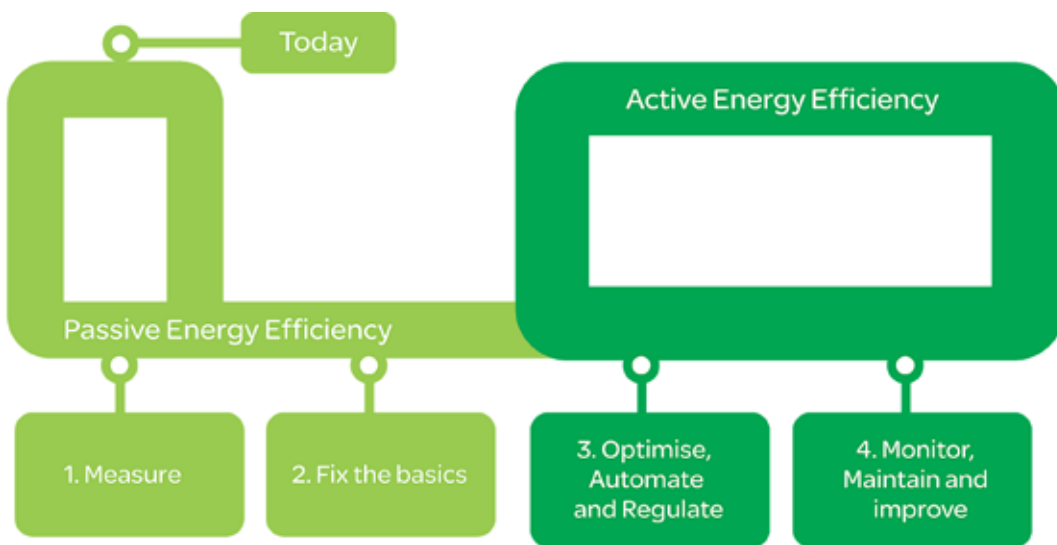 Today
Active Energy Efficiency
Passive Energy Efficiency
1. Measure
2. Fix the basics
3. Optimise,
Automate
and Regulate
4. Monitor,
Maintain and
improve